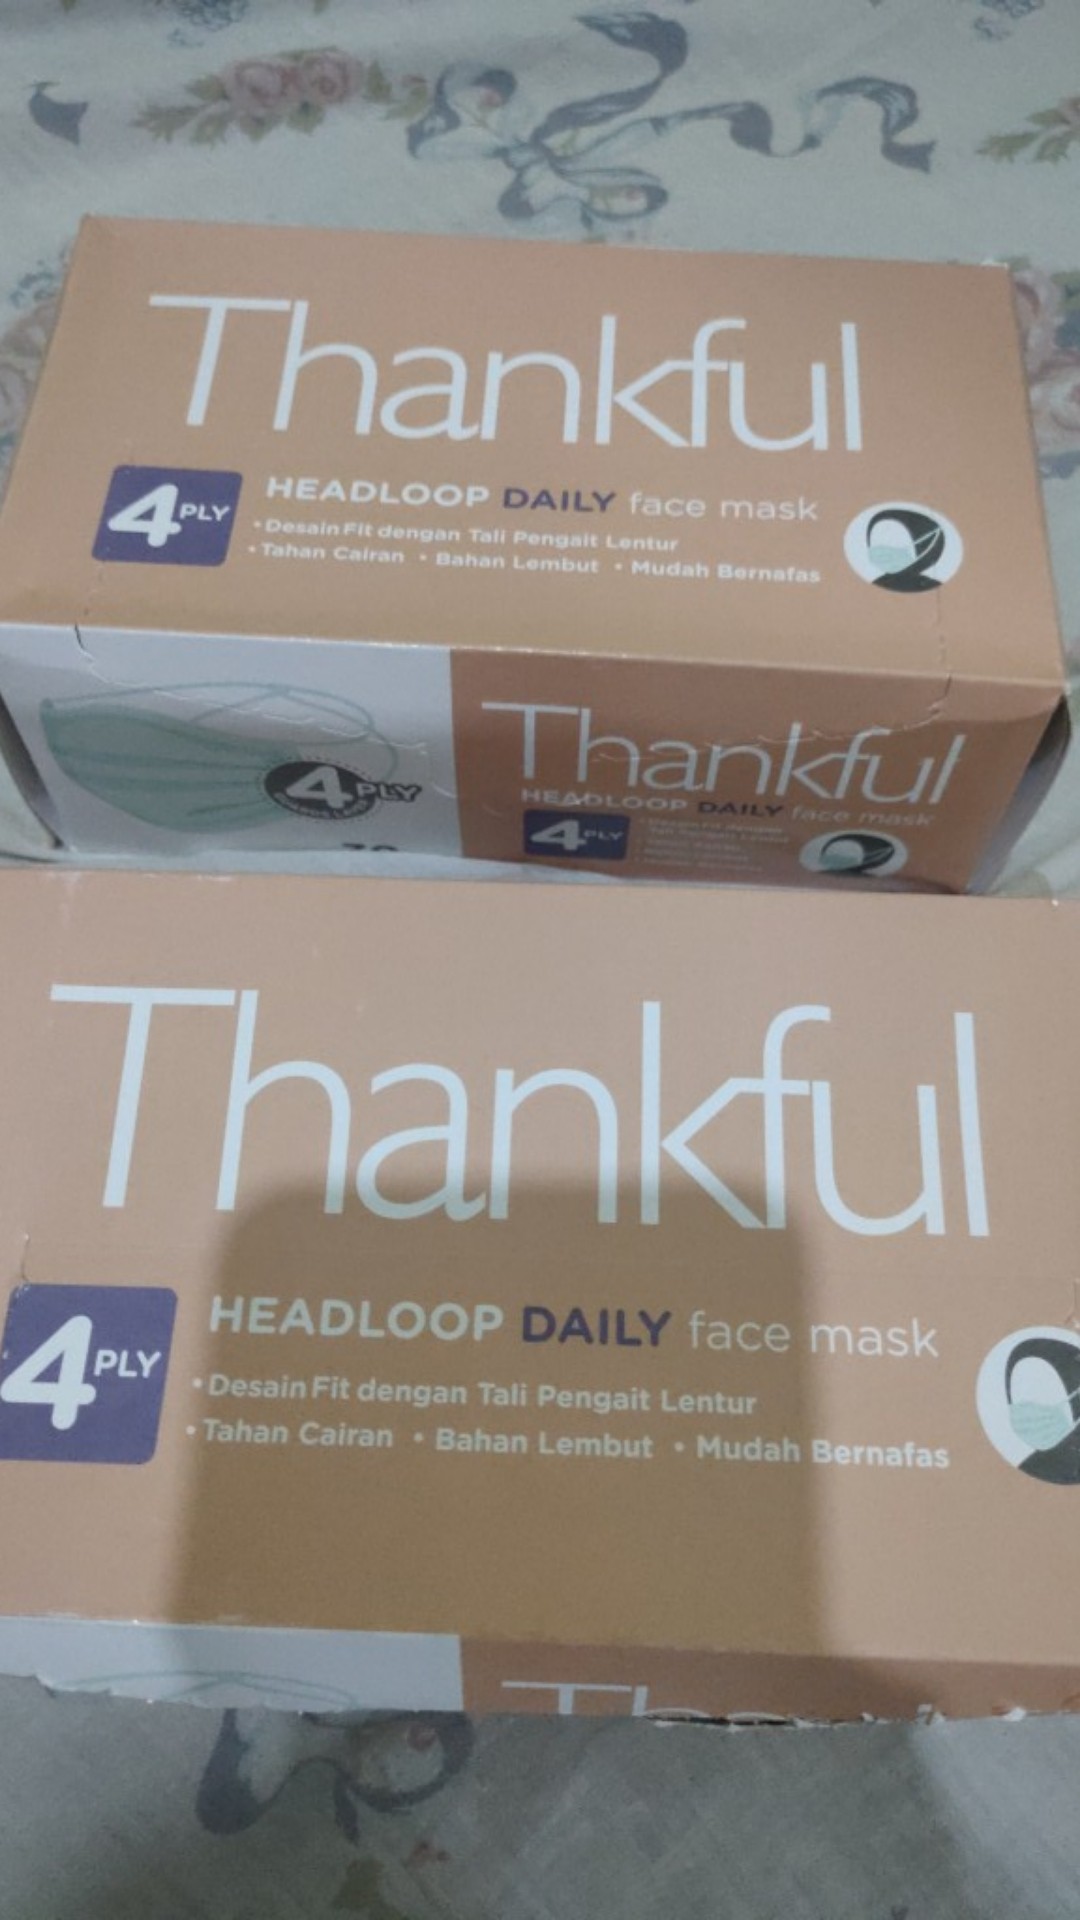 Thankful
4 PLY
HEADLOOP DAILY face mask
• Desain Fit dengan Tali Pengait Lentur
• Tahan Cairan • Bahan Lembut • Mudah Bernafas
4 PLY
Thankful
HEADLOOP DAILY face mask
4 PLY
Thankful
4 PLY
HEADLOOP DAILY face mask
• Desain Fit dengan Tali Pengait Lentur
• Tahan Cairan • Bahan Lembut • Mudah Bernafas